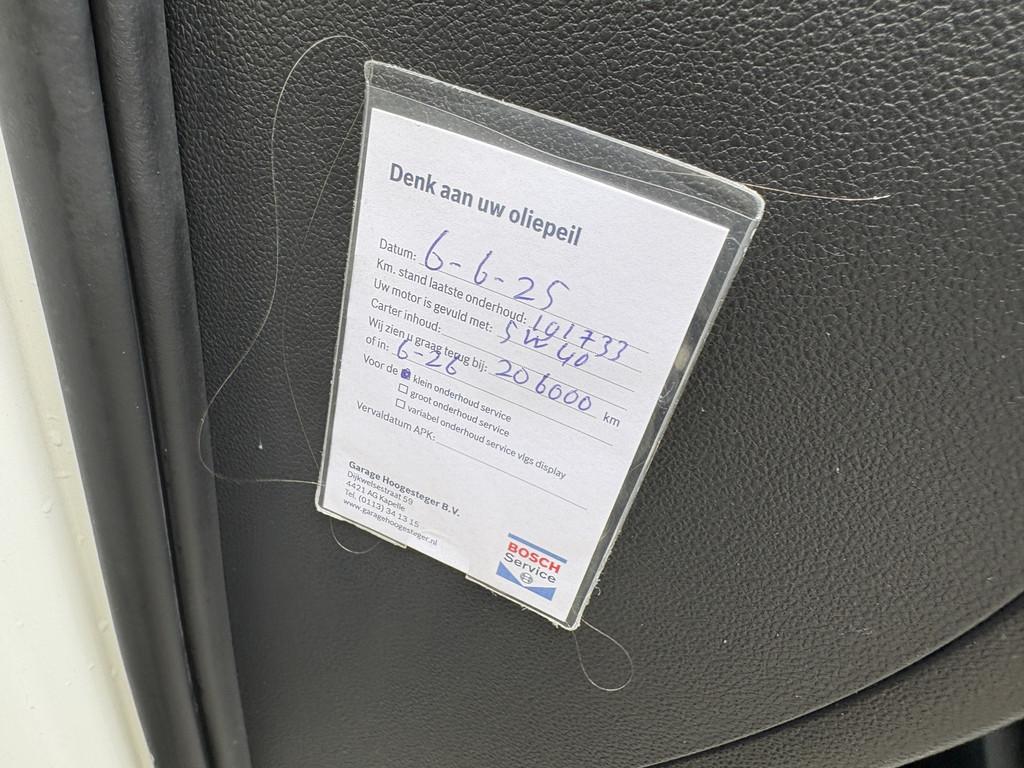 Denk aan uw oliepeil
Datum: 6-6-25
Km. stand laatste onderhoud: 191733
Uw motor is gevuld met: 5W40
Carter inhoud:
Wij zien u graag terug bij: 206000 km
of in: 6-26
Voor de klein onderhoud service
groot onderhoud service
variabel onderhoud service vlgs display
Vervaldatum APK:
Garage Hoogesteger B.V.
Dijkwelsestraat 59
4421 AG Kapelle
Tel. (0113) 34 13 15
www.garagehoogesteger.nl
BOSCH
Service